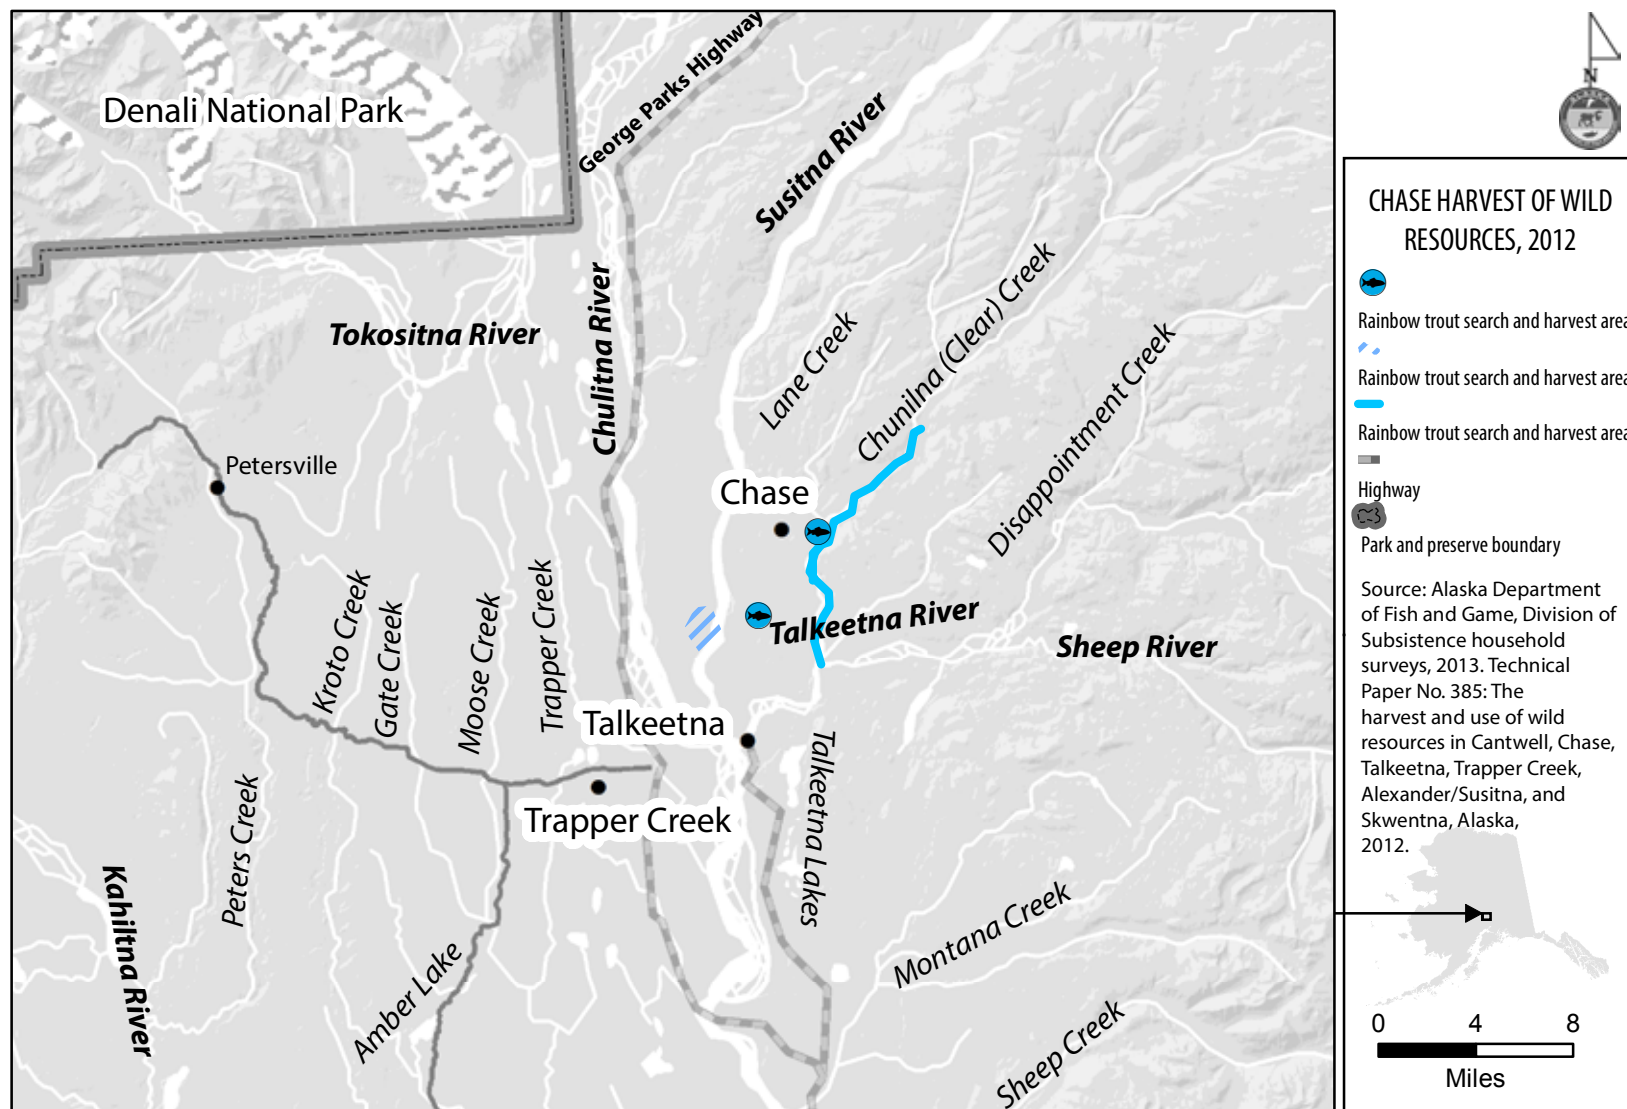 Denali National Park
George Parks Highway
Susitna River
Tokositna River
Chulitna River
Lane Creek
Chunilna (Clear) Creek
Disappointment Creek
Petersville
Chase
Kroto Creek
Gate Creek
Moose Creek
Trapper Creek
Talkeetna River
Sheep River
Talkeetna
Trapper Creek
Talkeetna Lakes
Peters Creek
Kahiltna River
Amber Lake
Montana Creek
Sheep Creek
N
ALASKA
CHASE HARVEST OF WILD
RESOURCES, 2012
Rainbow trout search and harvest area
Rainbow trout search and harvest area
Rainbow trout search and harvest area
Highway
Park and preserve boundary
Source: Alaska Department
of Fish and Game, Division of
Subsistence household
surveys, 2013. Technical
Paper No. 385: The
harvest and use of wild
resources in Cantwell, Chase,
Talkeetna, Trapper Creek,
Alexander/Susitna, and
Skwentna, Alaska,
2012.
0 4 8
Miles